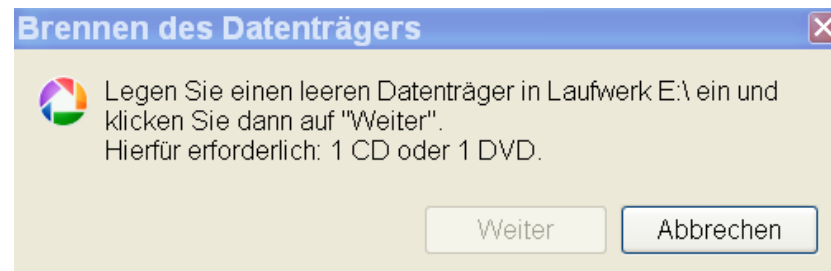 Brennen des Datenträgers
Legen Sie einen leeren Datenträger in Laufwerk E:\ ein und
klicken Sie dann auf "Weiter".
Hierfür erforderlich: 1 CD oder 1 DVD.
Weiter
Abbrechen